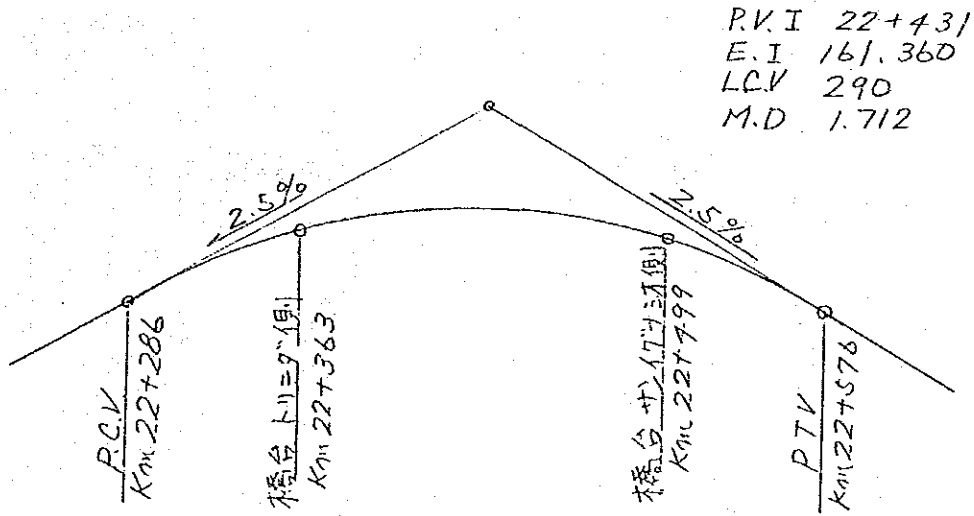 P.V.I 22+431
E.I 161.360
L.C.V 290
M.D 1.712
2.5%
2.5%
P.C.V
Km 22+286
橋台 トリニダ側
Km 22+363
橋台 サンイグナシオ側
Km 22+499
P.T.V
Km 22+576